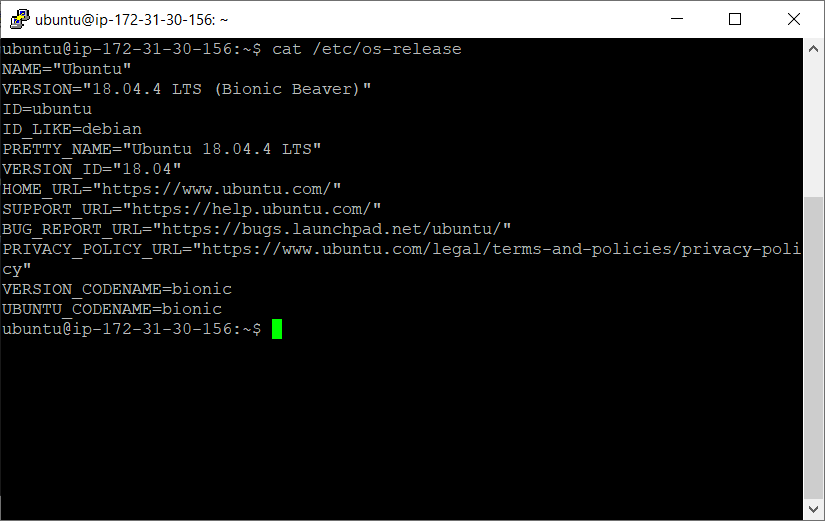 ubuntu@ip-172-31-30-156: ~
ubuntu@ip-172-31-30-156:~$ cat /etc/os-release
NAME="Ubuntu"
VERSION="18.04.4 LTS (Bionic Beaver)"
ID=ubuntu
ID_LIKE=debian
PRETTY_NAME="Ubuntu 18.04.4 LTS"
VERSION_ID="18.04"
HOME_URL="https://www.ubuntu.com/"
SUPPORT_URL="https://help.ubuntu.com/"
BUG_REPORT_URL="https://bugs.launchpad.net/ubuntu/"
PRIVACY_POLICY_URL="https://www.ubuntu.com/legal/terms-and-policies/privacy-poli
cy"
VERSION_CODENAME=bionic
UBUNTU_CODENAME=bionic
ubuntu@ip-172-31-30-156:~$